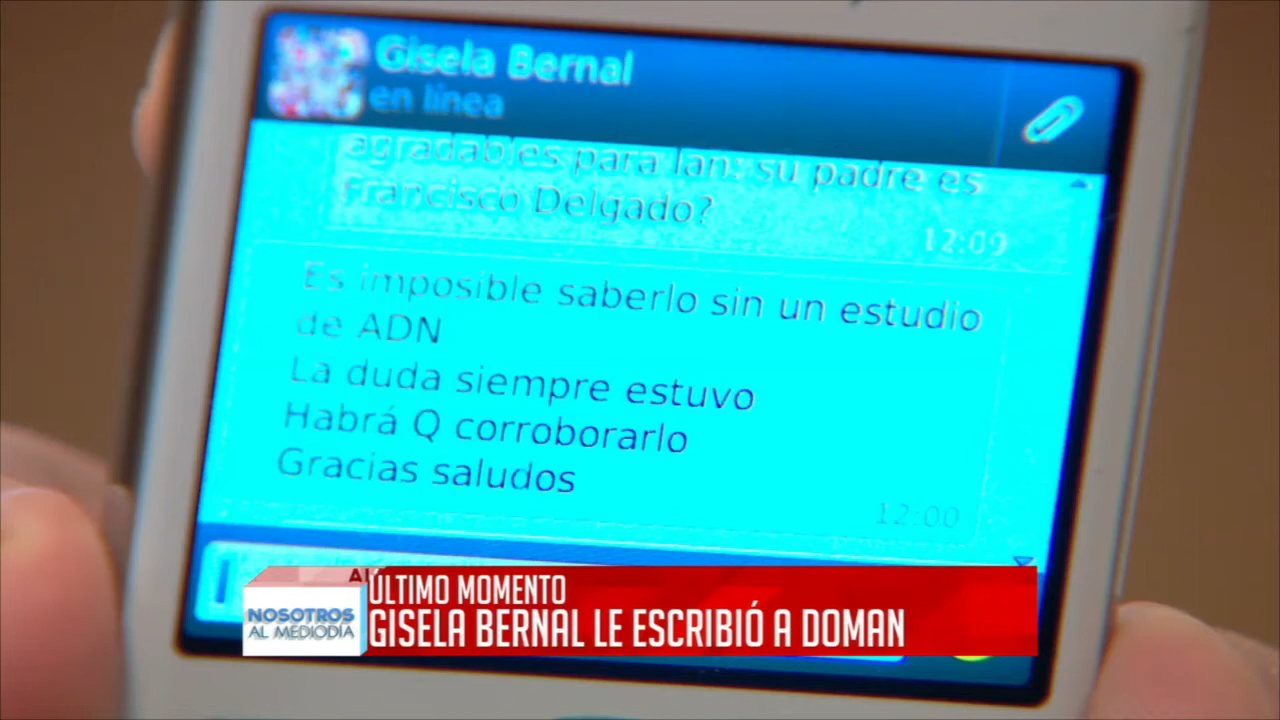 Gisela Bernal
en línea
agradables para Ian: su padre es
Francisco Delgado?
12:09
Es imposible saberlo sin un estudio
de ADN
La duda siempre estuvo
Habrá Q corroborarlo
Gracias saludos
12:00
ÚLTIMO MOMENTO
GISELA BERNAL LE ESCRIBIÓ A DOMAN
NOSOTROS
AL MEDIODÍA